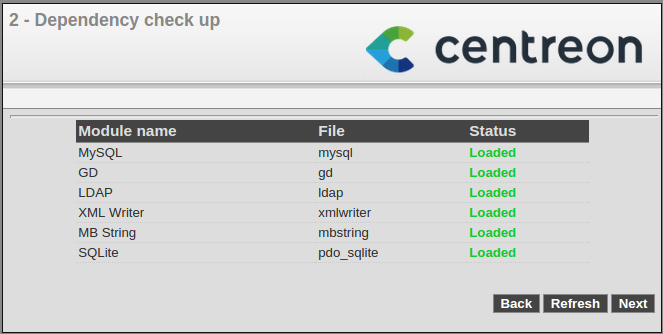 2 - Dependency check up
centreon
Module name File Status
MySQL mysql Loaded
GD gd Loaded
LDAP ldap Loaded
XML Writer xmlwriter Loaded
MB String mbstring Loaded
SQLite pdo_sqlite Loaded
Back Refresh Next